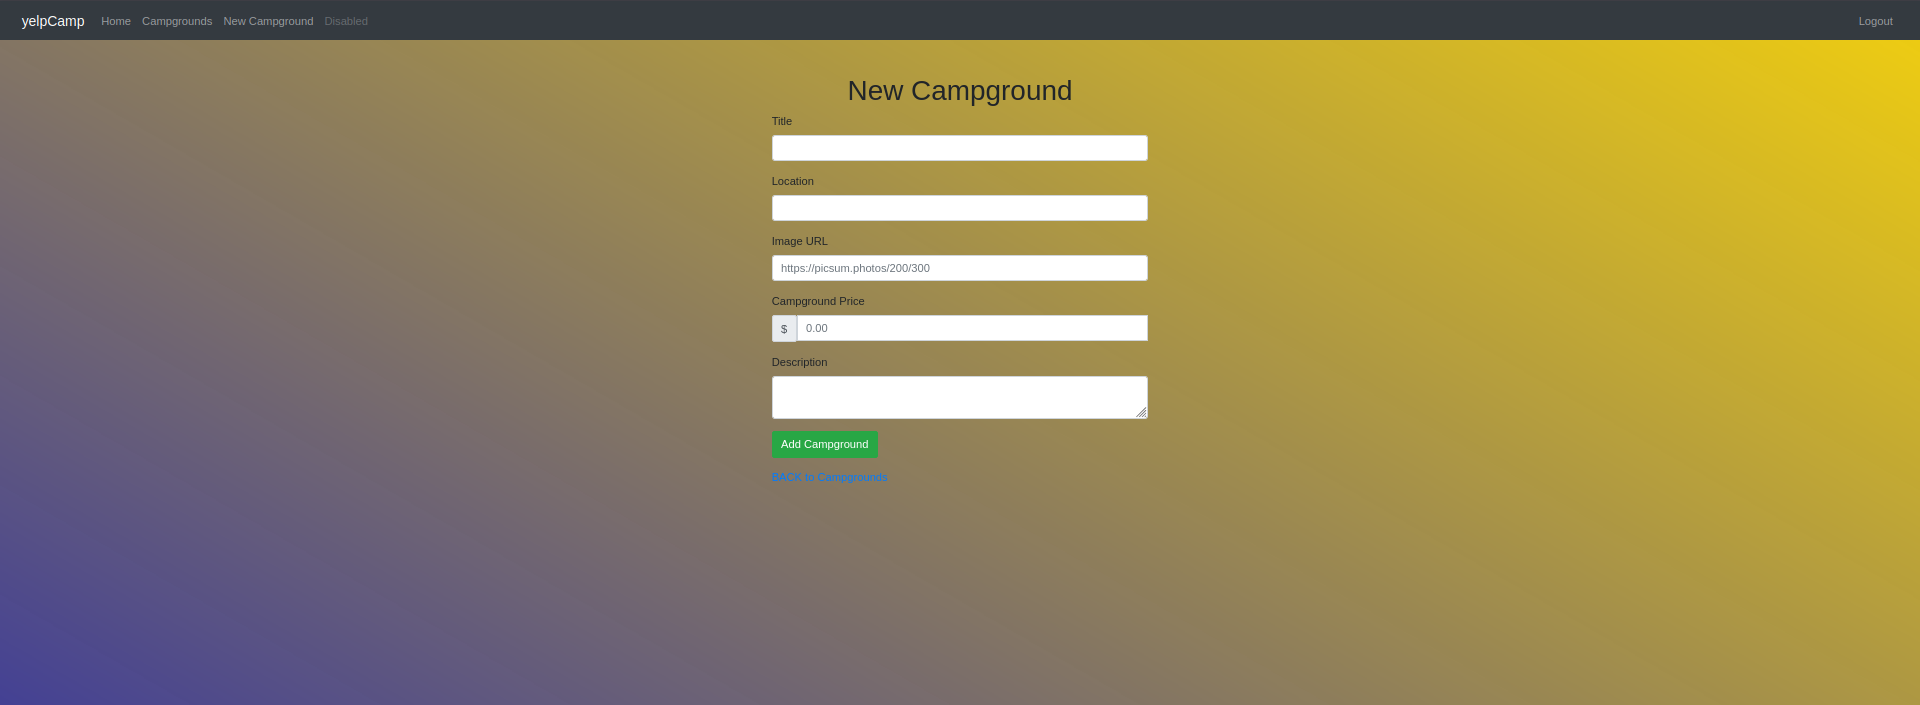 yelpCamp Home Campgrounds New Campground Disabled Logout
New Campground
Title
Location
Image URL
https://picsum.photos/200/300
Campground Price
$ 0.00
Description
Add Campground
BACK to Campgrounds